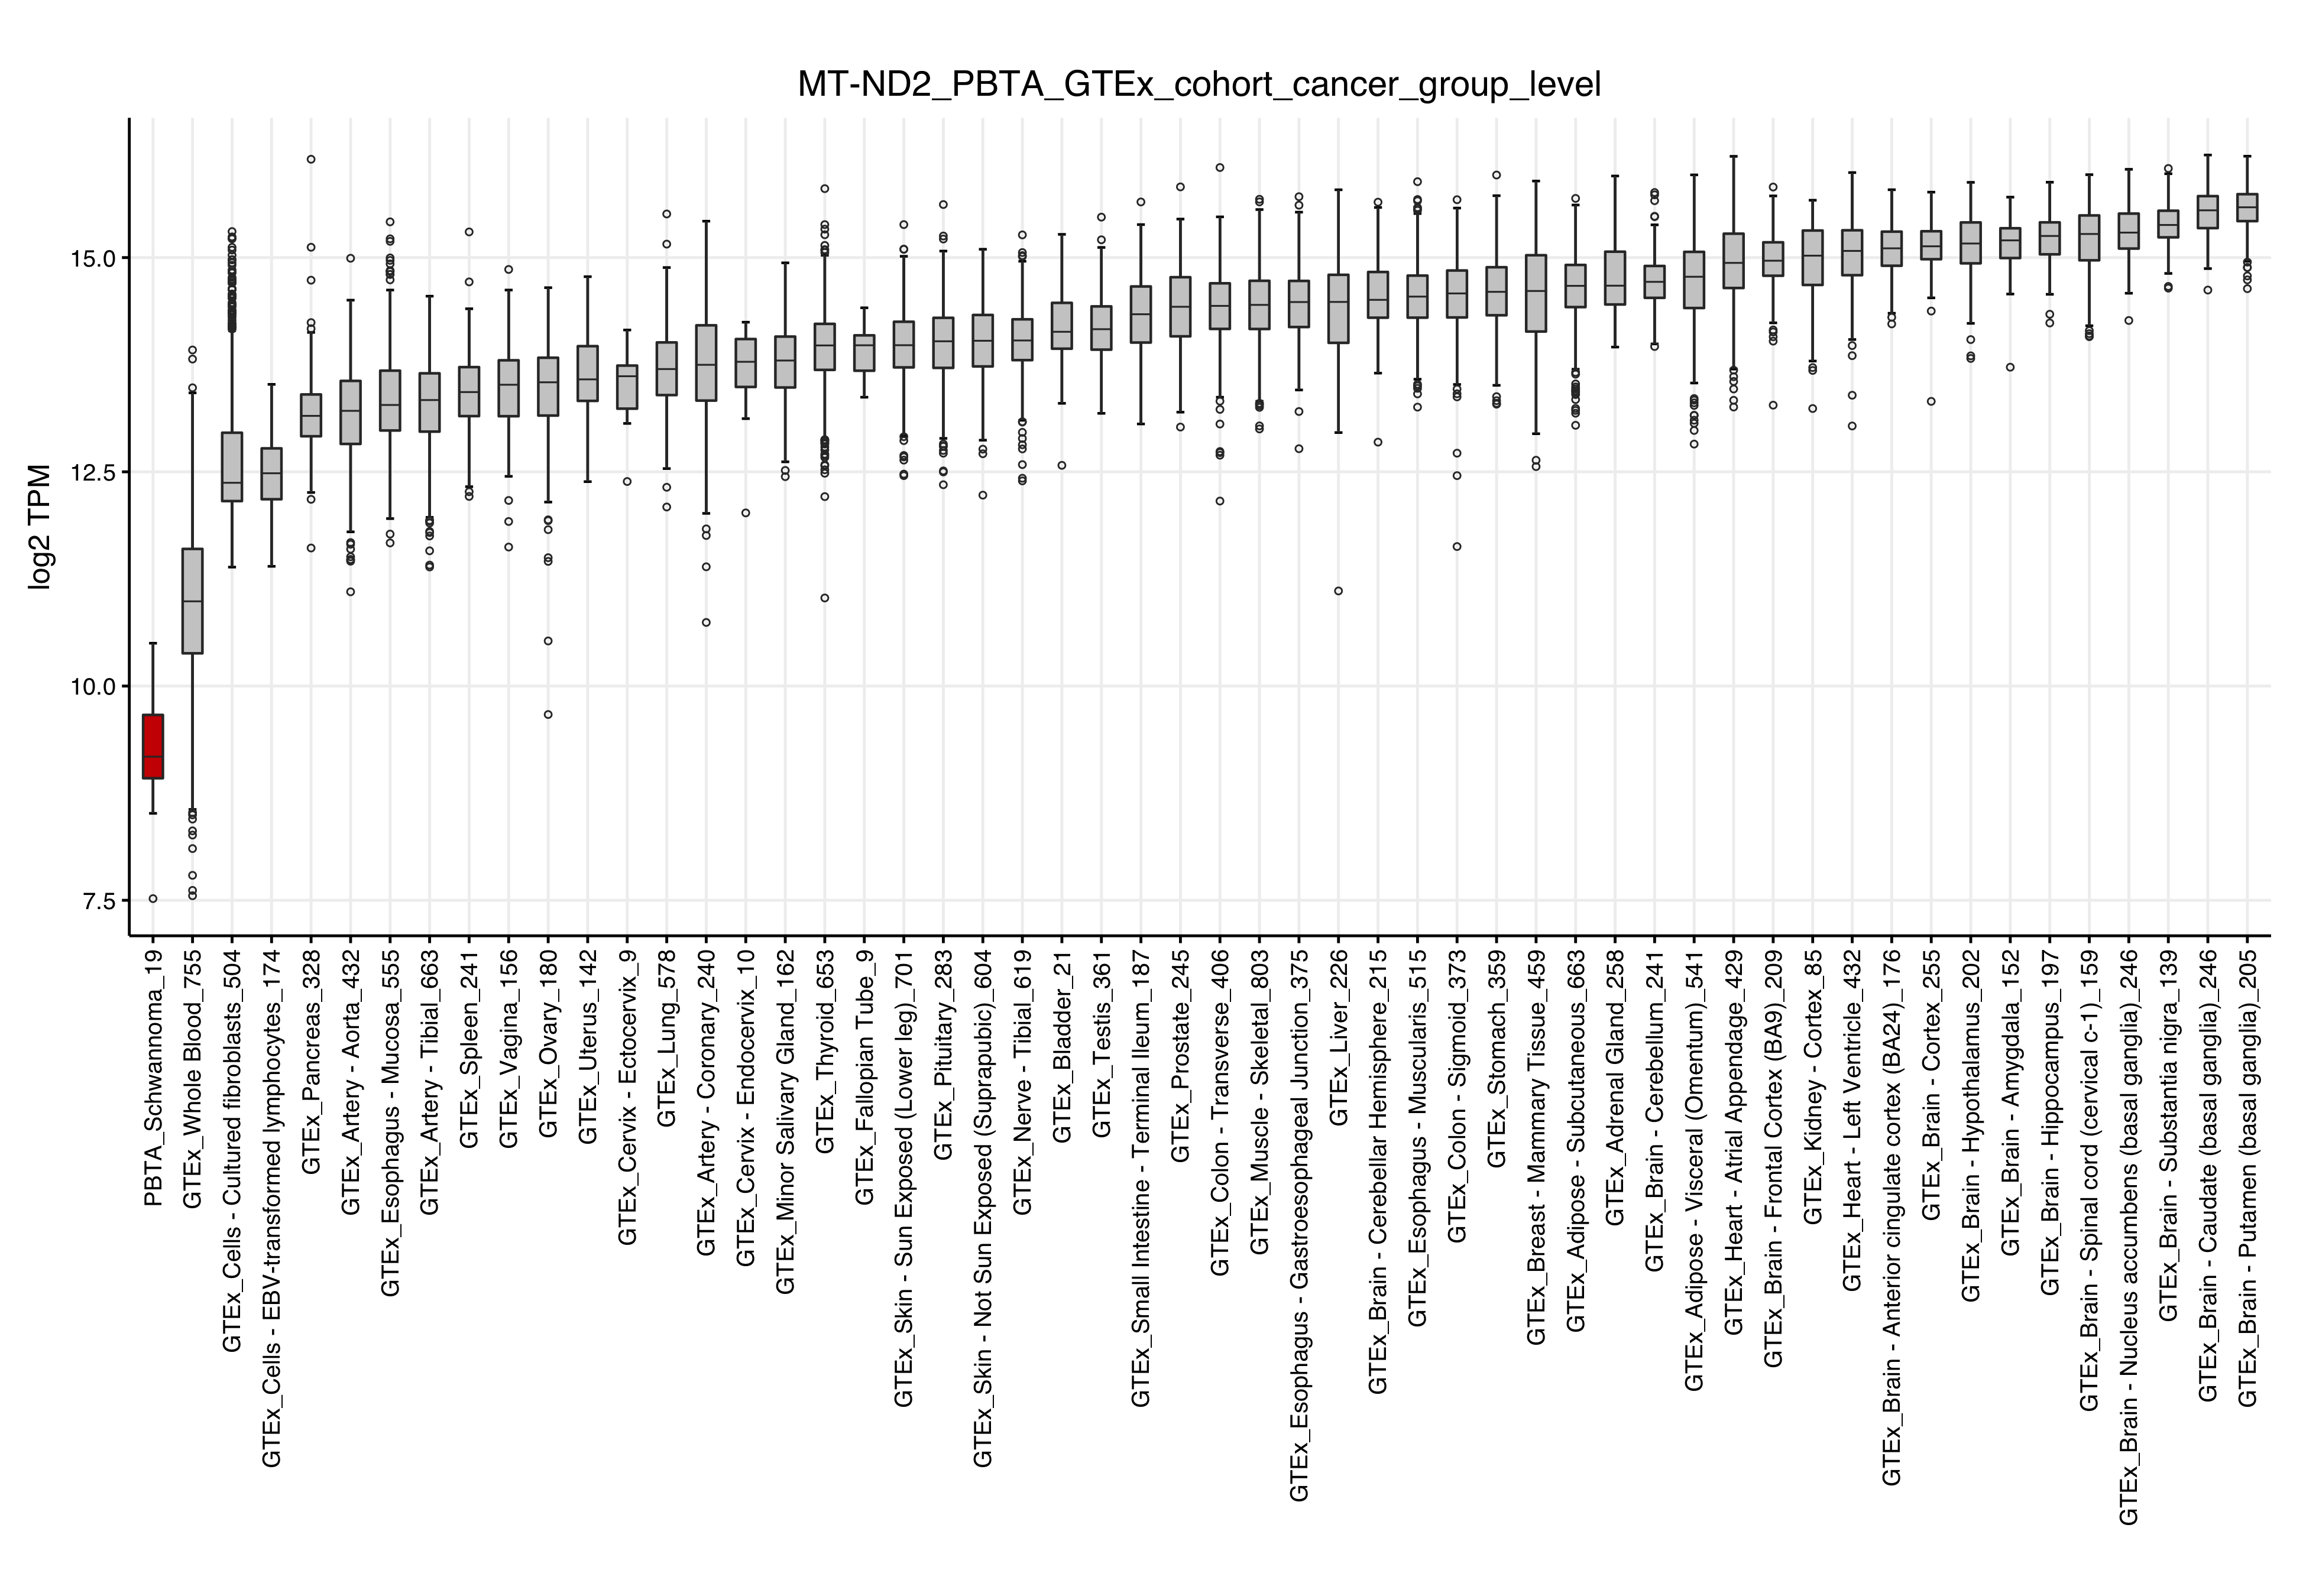 MT-ND2_PBTA_GTEx_cohort_cancer_group_level
log2 TPM
15.0
12.5
10.0
7.5
PBTA_Schwannoma_19
GTEx_Whole Blood_755
GTEx_Cells - Cultured fibroblasts_504
GTEx_Cells - EBV-transformed lymphocytes_174
GTEx_Pancreas_328
GTEx_Artery - Aorta_432
GTEx_Esophagus - Mucosa_555
GTEx_Artery - Tibial_663
GTEx_Spleen_241
GTEx_Vagina_156
GTEx_Ovary_180
GTEx_Uterus_142
GTEx_Cervix - Ectocervix_9
GTEx_Lung_578
GTEx_Artery - Coronary_240
GTEx_Cervix - Endocervix_10
GTEx_Minor Salivary Gland_162
GTEx_Thyroid_653
GTEx_Fallopian Tube_9
GTEx_Skin - Sun Exposed (Lower leg)_701
GTEx_Pituitary_283
GTEx_Skin - Not Sun Exposed (Suprapubic)_604
GTEx_Nerve - Tibial_619
GTEx_Bladder_21
GTEx_Testis_361
GTEx_Small Intestine - Terminal Ileum_187
GTEx_Prostate_245
GTEx_Colon - Transverse_406
GTEx_Muscle - Skeletal_803
GTEx_Esophagus - Gastroesophageal Junction_375
GTEx_Liver_226
GTEx_Brain - Cerebellar Hemisphere_215
GTEx_Esophagus - Muscularis_515
GTEx_Colon - Sigmoid_373
GTEx_Stomach_359
GTEx_Breast - Mammary Tissue_459
GTEx_Adipose - Subcutaneous_663
GTEx_Adrenal Gland_258
GTEx_Brain - Cerebellum_241
GTEx_Adipose - Visceral (Omentum)_541
GTEx_Heart - Atrial Appendage_429
GTEx_Brain - Frontal Cortex (BA9)_209
GTEx_Kidney - Cortex_85
GTEx_Heart - Left Ventricle_432
GTEx_Brain - Anterior cingulate cortex (BA24)_176
GTEx_Brain - Cortex_255
GTEx_Brain - Hypothalamus_202
GTEx_Brain - Amygdala_152
GTEx_Brain - Hippocampus_197
GTEx_Brain - Spinal cord (cervical c-1)_159
GTEx_Brain - Nucleus accumbens (basal ganglia)_246
GTEx_Brain - Substantia nigra_139
GTEx_Brain - Caudate (basal ganglia)_246
GTEx_Brain - Putamen (basal ganglia)_205